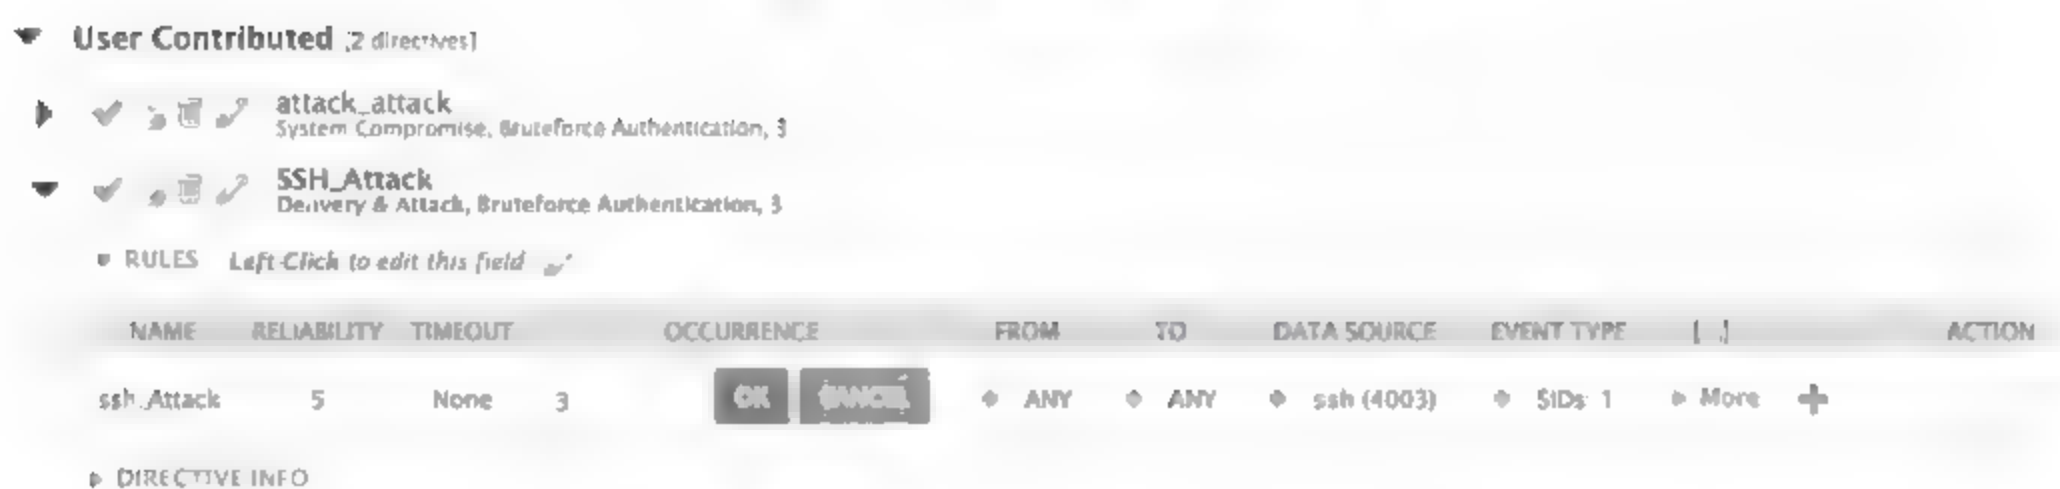 User Contributed [2 directives]
attack_attack
System Compromise, Bruteforce Authentication, 3
SSH_Attack
Delivery & Attack, Bruteforce Authentication, 3
RULES Left-Click to edit this field
NAME RELIABILITY TIMEOUT OCCURRENCE FROM TO DATA SOURCE EVENT TYPE [...] ACTION
ssh_Attack 5 None 3 OK CANCEL ANY ANY ssh (4003) SIDs: 1 More +
DIRECTIVE INFO